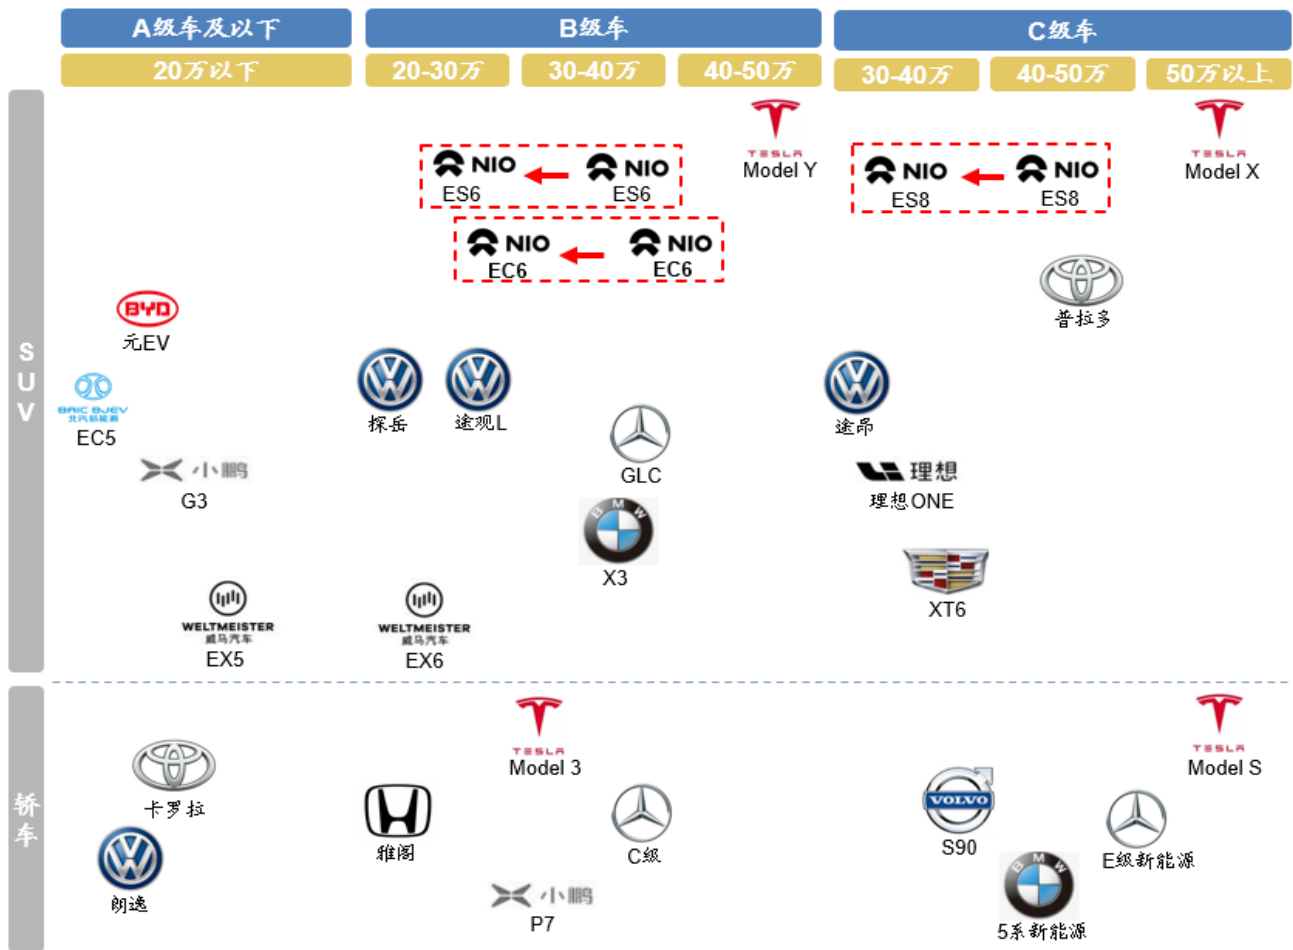 A级车及以下
B级车
C级车
20万以下
20-30万
30-40万
40-50万
30-40万
40-50万
50万以上
SUV
TESLA
Model Y
TESLA
Model X
NIO
ES6
NIO
ES6
NIO
ES8
NIO
ES8
NIO
EC6
NIO
EC6
BYD
元EV
普拉多
BAIC BJEV
北汽新能源
EC5
探岳
途观L
途昂
GLC
小鹏
G3
理想
理想ONE
BMW
X3
XT6
WELTMEISTER
威马汽车
EX5
WELTMEISTER
威马汽车
EX6
轿车
TESLA
Model 3
TESLA
Model S
卡罗拉
雅阁
C级
VOLVO
S90
E级新能源
朗逸
小鹏
P7
BMW
5系新能源